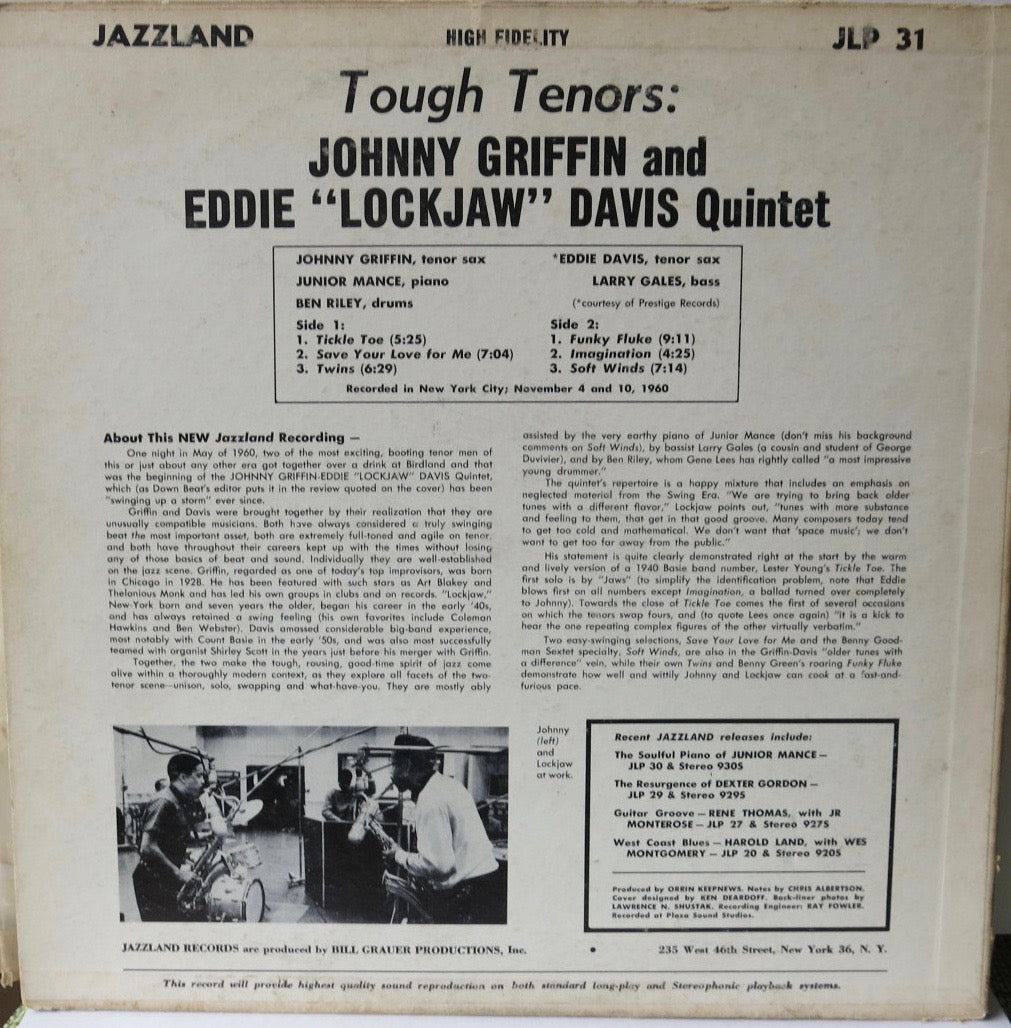 JAZZLAND HIGH FIDELITY JLP 31
Tough Tenors:
JOHNNY GRIFFIN and
EDDIE "LOCKJAW" DAVIS Quintet
JOHNNY GRIFFIN, tenor sax *EDDIE DAVIS, tenor sax
JUNIOR MANCE, piano LARRY GALES, bass
BEN RILEY, drums (*courtesy of Prestige Records)
Side 1:
1. Tickle Toe (5:25)
2. Save Your Love for Me (7:04)
3. Twins (6:29)
Side 2:
1. Funky Fluke (9:11)
2. Imagination (4:25)
3. Soft Winds (7:14)
Recorded in New York City; November 4 and 10, 1960
About This NEW Jazzland Recording —
One night in May of 1960, two of the most exciting, booting tenor men of
this or just about any other era got together over a drink at Birdland and that
was the beginning of the JOHNNY GRIFFIN-EDDIE "LOCKJAW" DAVIS Quintet,
which (as Down Beat's editor puts it in the review quoted on the cover) has been
"swinging up a storm" ever since.
Griffin and Davis were brought together by their realization that they are
unusually compatible musicians. Both have always considered a truly swinging
beat the most important asset, both are extremely full-toned and agile on tenor,
and both have throughout their careers kept up with the times without losing
any of those basics of beat and sound. Individually they are well-established
on the jazz scene. Griffin, regarded as one of today's top improvisors, was born
in Chicago in 1928. He has been featured with such stars as Art Blakey and
Thelonious Monk and has led his own groups in clubs and on records. "Lockjaw,"
New-York born and seven years the older, began his career in the early '40s,
and has always retained a swing feeling (his own favorites include Coleman
Hawkins and Ben Webster). Davis amassed considerable big-band experience,
most notably with Count Basie in the early '50s, and was also most successfully
teamed with organist Shirley Scott in the years just before his merger with Griffin.
Together, the two make the tough, rousing, good-time spirit of jazz come
alive within a thoroughly modern context, as they explore all facets of the two-
tenor scene—unison, solo, swapping and what-have-you. They are mostly ably
assisted by the very earthy piano of Junior Mance (don't miss his background
comments on Soft Winds), by bassist Larry Gales (a cousin and student of George
Duvivier), and by Ben Riley, whom Gene Lees has rightly called "a most impressive
young drummer."
The quintet's repertoire is a happy mixture that includes an emphasis on
neglected material from the Swing Era. "We are trying to bring back older
tunes with a different flavor," Lockjaw points out, "tunes with more substance
and feeling to them, that get in that good groove. Many composers today tend
to get too cold and mathematical. We don't want that 'space music'; we don't
want to get too far away from the public."
His statement is quite clearly demonstrated right at the start by the warm
and lively version of a 1940 Basie band number, Lester Young's Tickle Toe. The
first solo is by "Jaws" (to simplify the identification problem, note that Eddie
blows first on all numbers except Imagination, a ballad turned over completely
to Johnny). Towards the close of Tickle Toe comes the first of several occasions
on which the tenors swap fours, and (to quote Lees once again) "it is a kick to
hear the one repeating complex figures of the other virtually verbatim."
Two easy-swinging selections, Save Your Love for Me and the Benny Good-
man Sextet specialty, Soft Winds, are also in the Griffin-Davis "older tunes with
a difference" vein, while their own Twins and Benny Green's roaring Funky Fluke
demonstrate how well and wittily Johnny and Lockjaw can cook at a fast-and-
furious pace.
Johnny
(left)
and
Lockjaw
at work.
Recent JAZZLAND releases include:
The Soulful Piano of JUNIOR MANCE—
JLP 30 & Stereo 930S
The Resurgence of DEXTER GORDON—
JLP 29 & Stereo 929S
Guitar Groove—RENE THOMAS, with JR
MONTEROSE—JLP 27 & Stereo 927S
West Coast Blues—HAROLD LAND, with WES
MONTGOMERY—JLP 20 & Stereo 920S
Produced by ORRIN KEEPNEWS. Notes by CHRIS ALBERTSON.
Cover designed by KEN DEARDOFF. Back-liner photos by
LAWRENCE N. SHUSTAK. Recording Engineer: RAY FOWLER.
Recorded at Plaza Sound Studios.
JAZZLAND RECORDS are produced by BILL GRAUER PRODUCTIONS, Inc. • 235 West 46th Street, New York 36, N. Y.
This record will provide highest quality sound reproduction on both standard long-play and Stereophonic playback systems.